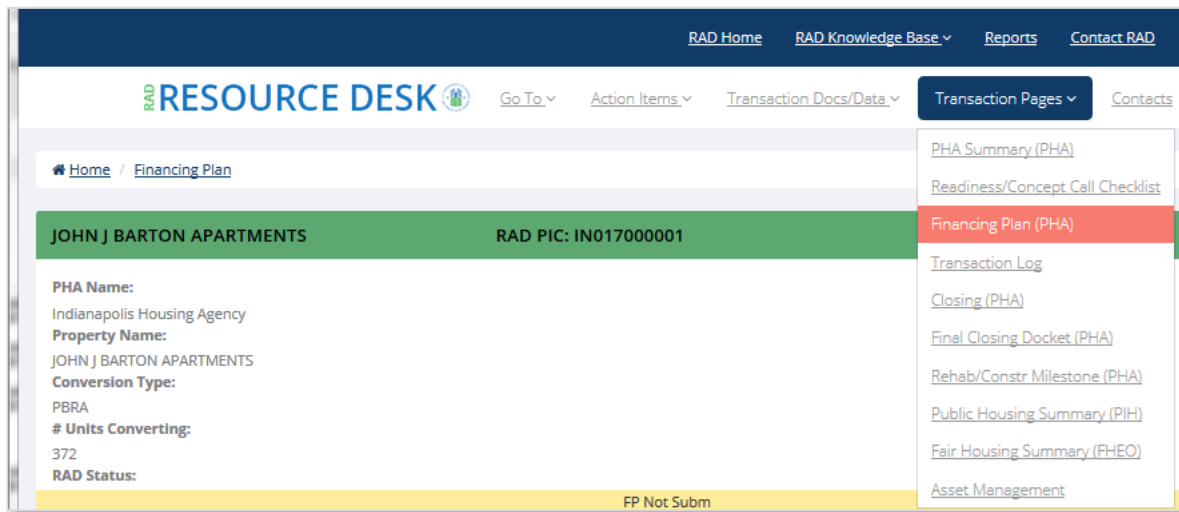 RAD Home RAD Knowledge Base Reports Contact RAD
RAD RESOURCE DESK Go To Action Items Transaction Docs/Data Transaction Pages Contacts
PHA Summary (PHA)
Readiness/Concept Call Checklist
Financing Plan (PHA)
Transaction Log
Closing (PHA)
Final Closing Docket (PHA)
Rehab/Constr Milestone (PHA)
Public Housing Summary (PIH)
Fair Housing Summary (FHEO)
Asset Management
Home / Financing Plan
JOHN J BARTON APARTMENTS RAD PIC: IN017000001
PHA Name:
Indianapolis Housing Agency
Property Name:
JOHN J BARTON APARTMENTS
Conversion Type:
PBRA
# Units Converting:
372
RAD Status:
FP Not Subm